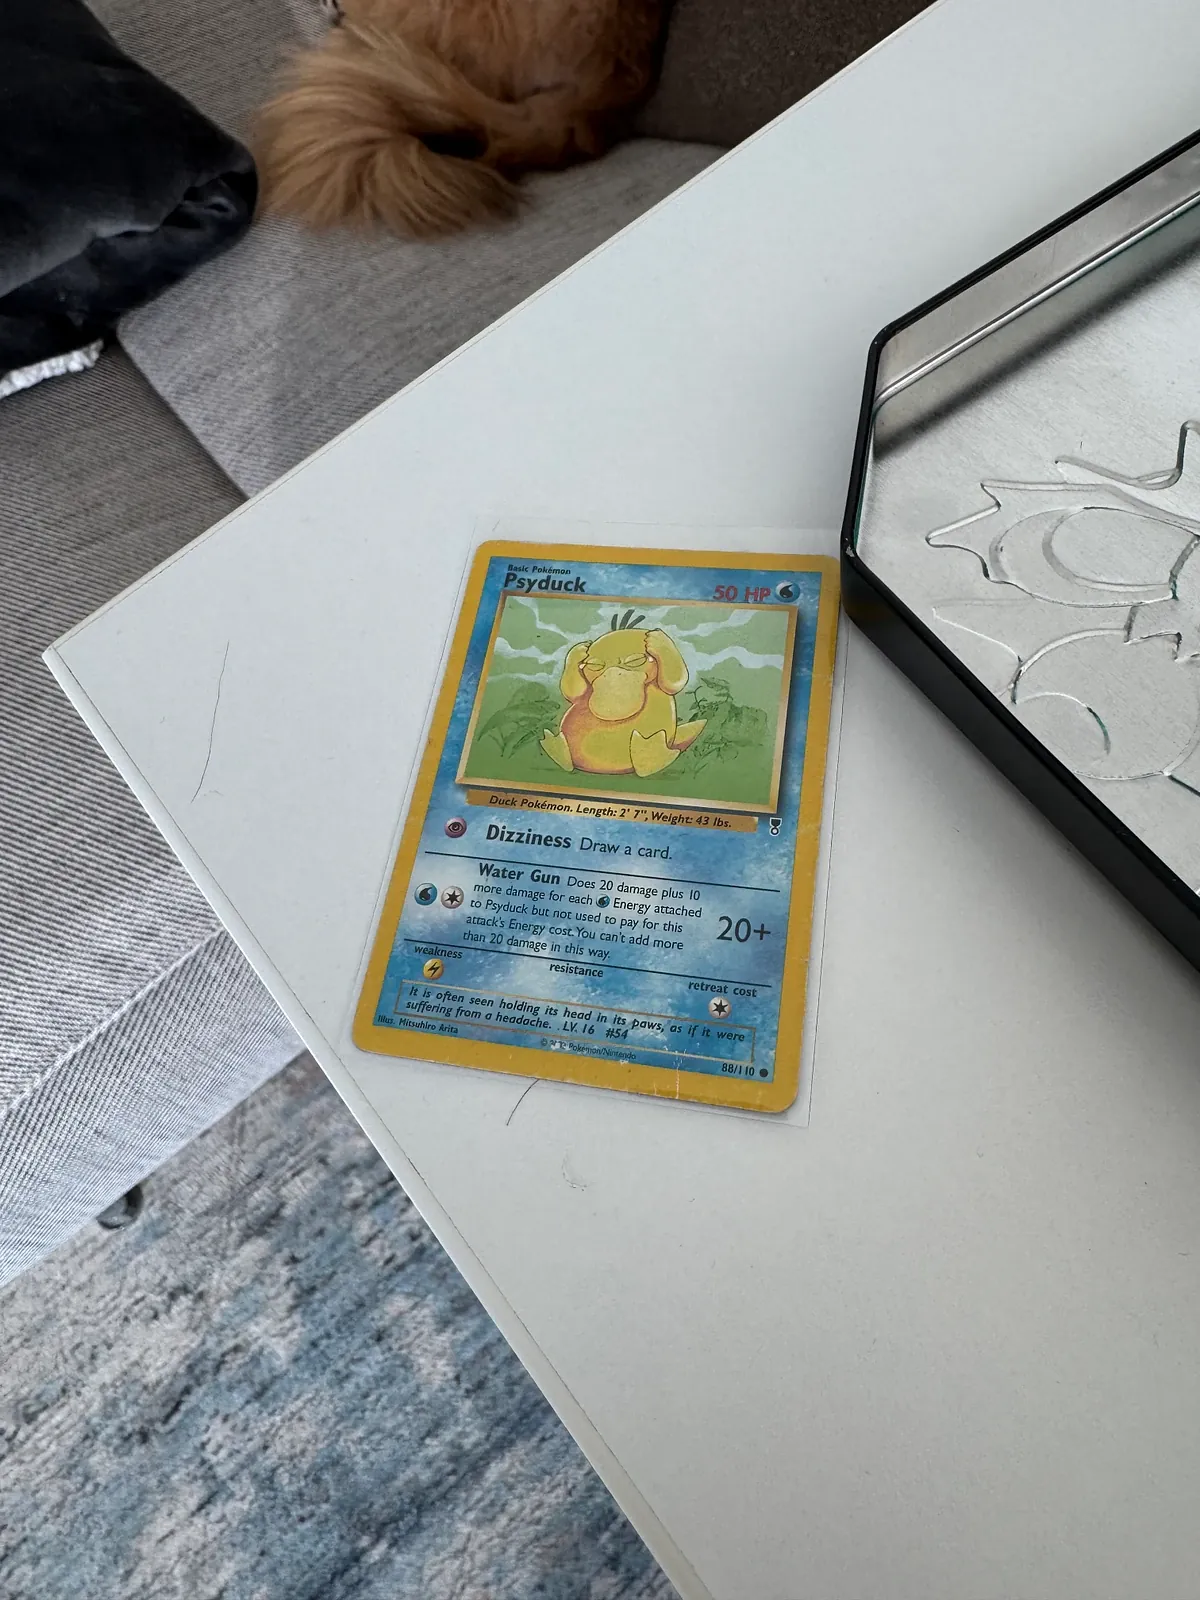 Basic Pokémon
Psyduck
50 HP
Duck Pokémon. Length: 2' 7", Weight: 43 lbs.
Dizziness Draw a card.
Water Gun Does 20 damage plus 10
more damage for each Energy attached
to Psyduck but not used to pay for this
attack's Energy cost. You can't add more
than 20 damage in this way.
20+
weakness
resistance
retreat cost
It is often seen holding its head in its paws, as if it were
suffering from a headache. LV. 16 #54
Illus. Mitsuhiro Arita
© Pokémon/Nintendo
88/110